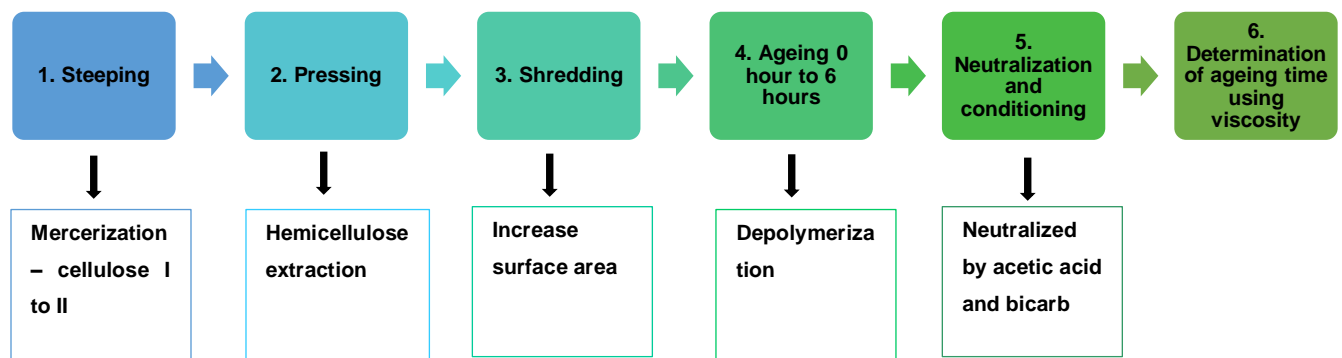 1. Steeping
2. Pressing
3. Shredding
4. Ageing 0
hour to 6
hours
5.
Neutralization
and
conditioning
6.
Determination
of ageing time
using
viscosity
Mercerization
– cellulose I
to II
Hemicellulose
extraction
Increase
surface area
Depolymeriza
tion
Neutralized
by acetic acid
and bicarb